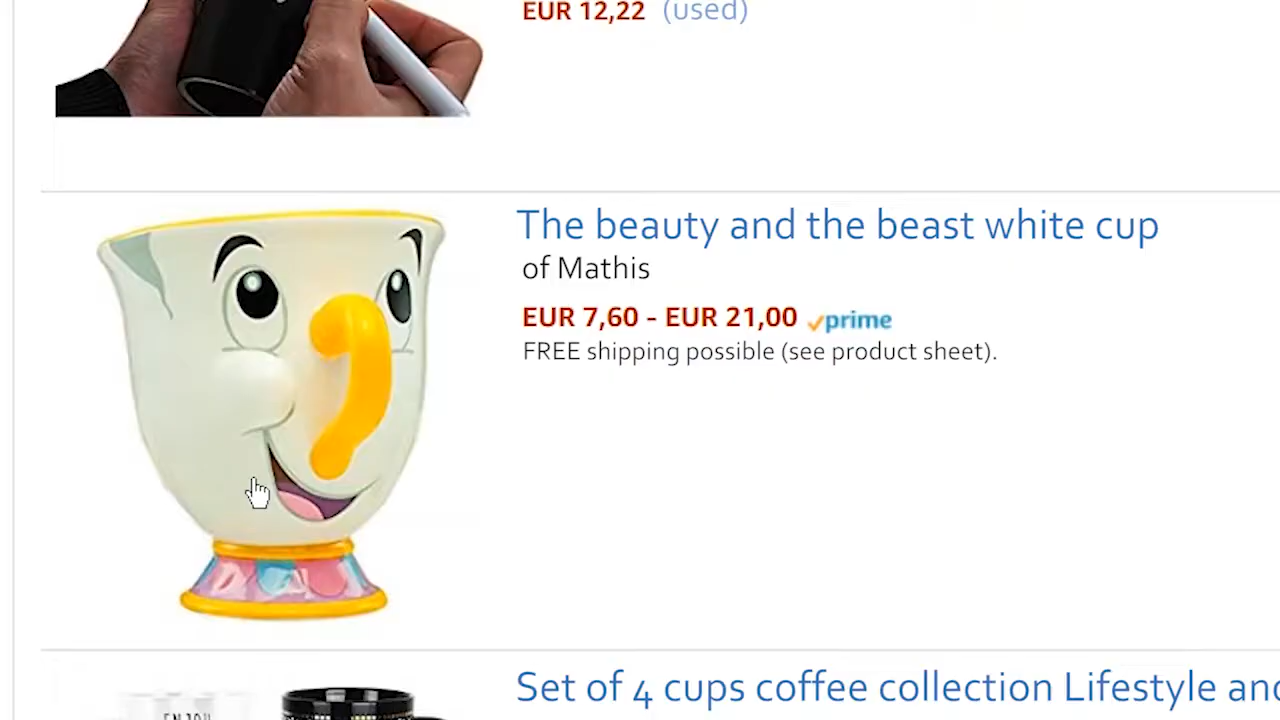 EUR 12,22 (used)
The beauty and the beast white cup
of Mathis
EUR 7,60 - EUR 21,00 prime
FREE shipping possible (see product sheet).
Set of 4 cups coffee collection Lifestyle and
ENJOY